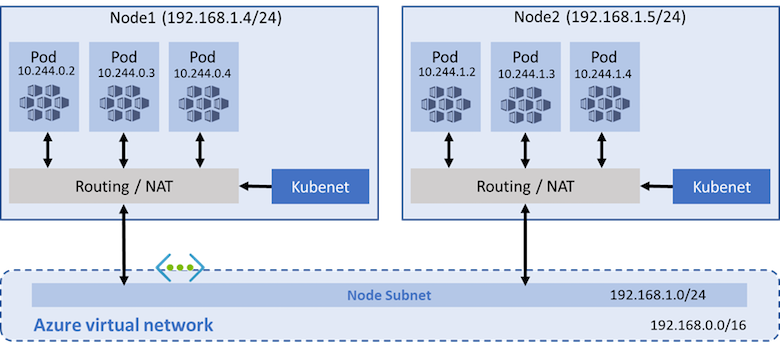 Node1 (192.168.1.4/24)
Pod
10.244.0.2
Pod
10.244.0.3
Pod
10.244.0.4
Routing / NAT
Kubenet
Node2 (192.168.1.5/24)
Pod
10.244.1.2
Pod
10.244.1.3
Pod
10.244.1.4
Routing / NAT
Kubenet
Node Subnet
192.168.1.0/24
Azure virtual network
192.168.0.0/16